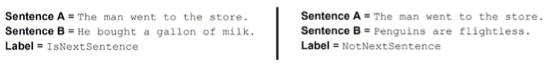 Sentence A = The man went to the store.
Sentence B = He bought a gallon of milk.
Label = IsNextSentence
Sentence A = The man went to the store.
Sentence B = Penguins are flightless.
Label = NotNextSentence